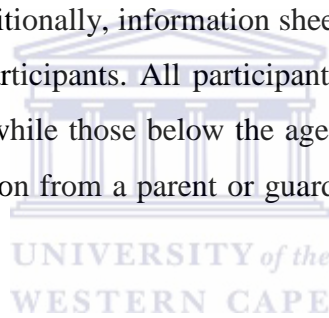 itionally, information shee
rticipants. All participant
while those below the age
on from a parent or guard
UNIVERSITY of the
WESTERN CAPE